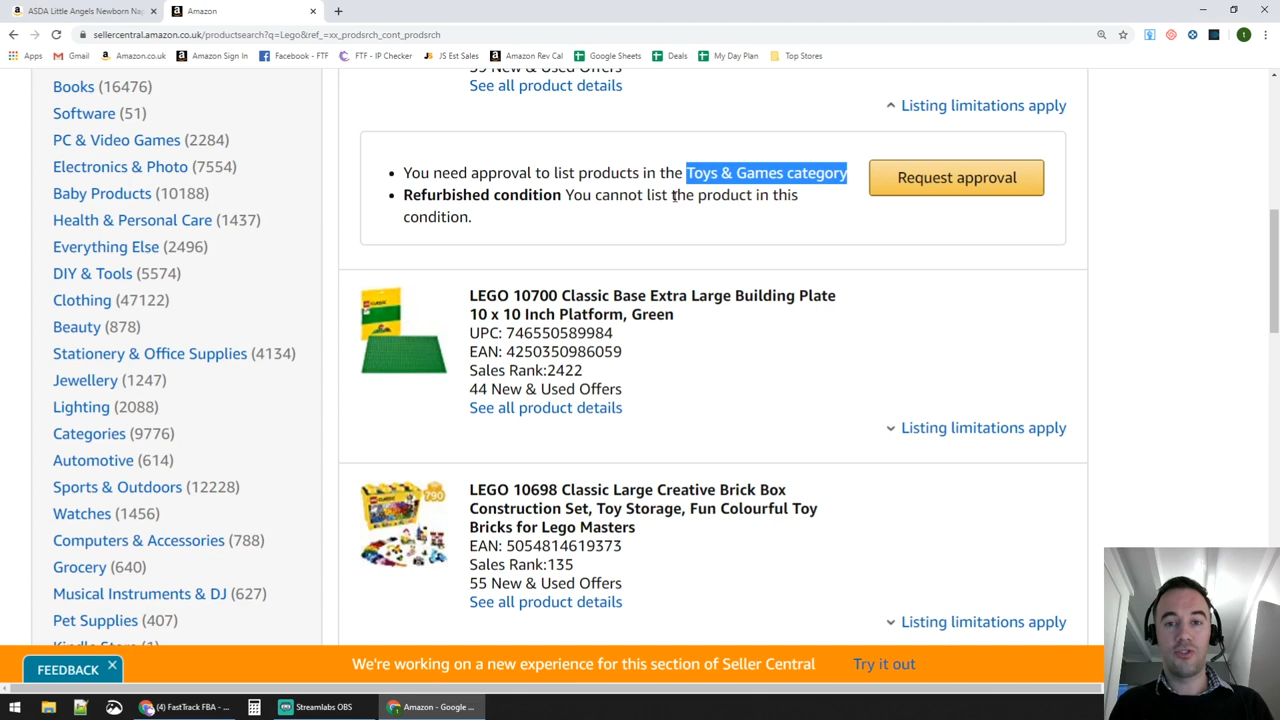 ASDA Little Angels Newborn Nap
Amazon
sellercentral.amazon.co.uk/productsearch?q=Lego&ref_=xx_prodsrch_cont_prodsrch
t
Apps
Gmail
Amazon.co.uk
Amazon Sign In
Facebook - FTF
FTF - IP Checker
JS Est Sales
Amazon Rev Cal
Google Sheets
Deals
My Day Plan
Top Stores
Books (16476)
Software (51)
PC & Video Games (2284)
Electronics & Photo (7554)
Baby Products (10188)
Health & Personal Care (1437)
Everything Else (2496)
DIY & Tools (5574)
Clothing (47122)
Beauty (878)
Stationery & Office Supplies (4134)
Jewellery (1247)
Lighting (2088)
Categories (9776)
Automotive (614)
Sports & Outdoors (12228)
Watches (1456)
Computers & Accessories (788)
Grocery (640)
Musical Instruments & DJ (627)
Pet Supplies (407)
Kindle Store (1)
59 New & Used Offers
See all product details
Listing limitations apply
You need approval to list products in the Toys & Games category
Refurbished condition You cannot list the product in this
condition.
Request approval
LEGO 10700 Classic Base Extra Large Building Plate
10 x 10 Inch Platform, Green
UPC: 746550589984
EAN: 4250350986059
Sales Rank:2422
44 New & Used Offers
See all product details
Listing limitations apply
790
LEGO 10698 Classic Large Creative Brick Box
Construction Set, Toy Storage, Fun Colourful Toy
Bricks for Lego Masters
EAN: 5054814619373
Sales Rank:135
55 New & Used Offers
See all product details
Listing limitations apply
FEEDBACK
We're working on a new experience for this section of Seller Central
Try it out
(4) FastTrack FBA - ...
Streamlabs OBS
Amazon - Google ...